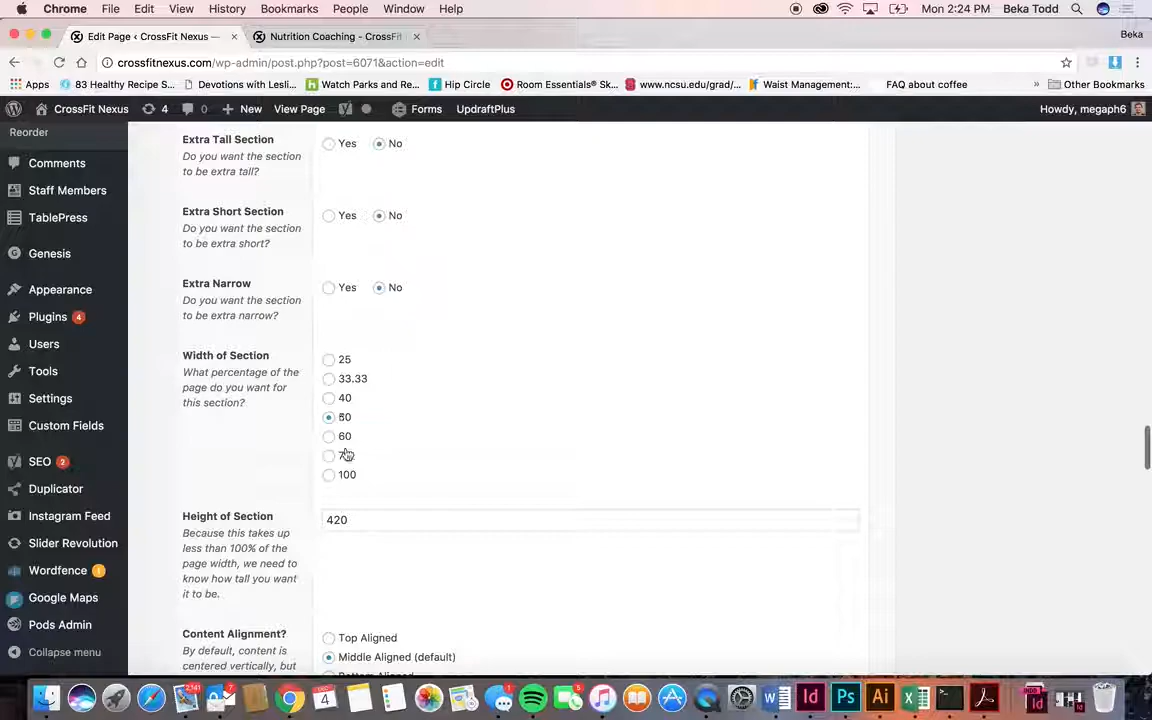 Chrome File Edit View History Bookmarks People Window Help Mon 2:24 PM Beka Todd
Edit Page ‹ CrossFit Nexus — × Nutrition Coaching - CrossFi × Beka
crossfitnexus.com/wp-admin/post.php?post=6071&action=edit
Apps 83 Healthy Recipe S... Devotions with Lesli... Watch Parks and Re... Hip Circle Room Essentials® Sk... www.ncsu.edu/grad/... Waist Management:... FAQ about coffee » Other Bookmarks
CrossFit Nexus 4 0 New View Page Forms UpdraftPlus Howdy, megaph6
Reorder
Comments
Staff Members
TablePress
Genesis
Appearance
Plugins 4
Users
Tools
Settings
Custom Fields
SEO 2
Duplicator
Instagram Feed
Slider Revolution
Wordfence
Google Maps
Pods Admin
Collapse menu
Extra Tall Section
Do you want the section
to be extra tall?
Yes No
Extra Short Section
Do you want the section
to be extra short?
Yes No
Extra Narrow
Do you want the section
to be extra narrow?
Yes No
Width of Section
What percentage of the
page do you want for
this section?
25
33.33
40
50
60
100
Height of Section
Because this takes up
less than 100% of the
page width, we need to
know how tall you want
it to be.
420
Content Alignment?
By default, content is
centered vertically, but
Top Aligned
Middle Aligned (default)